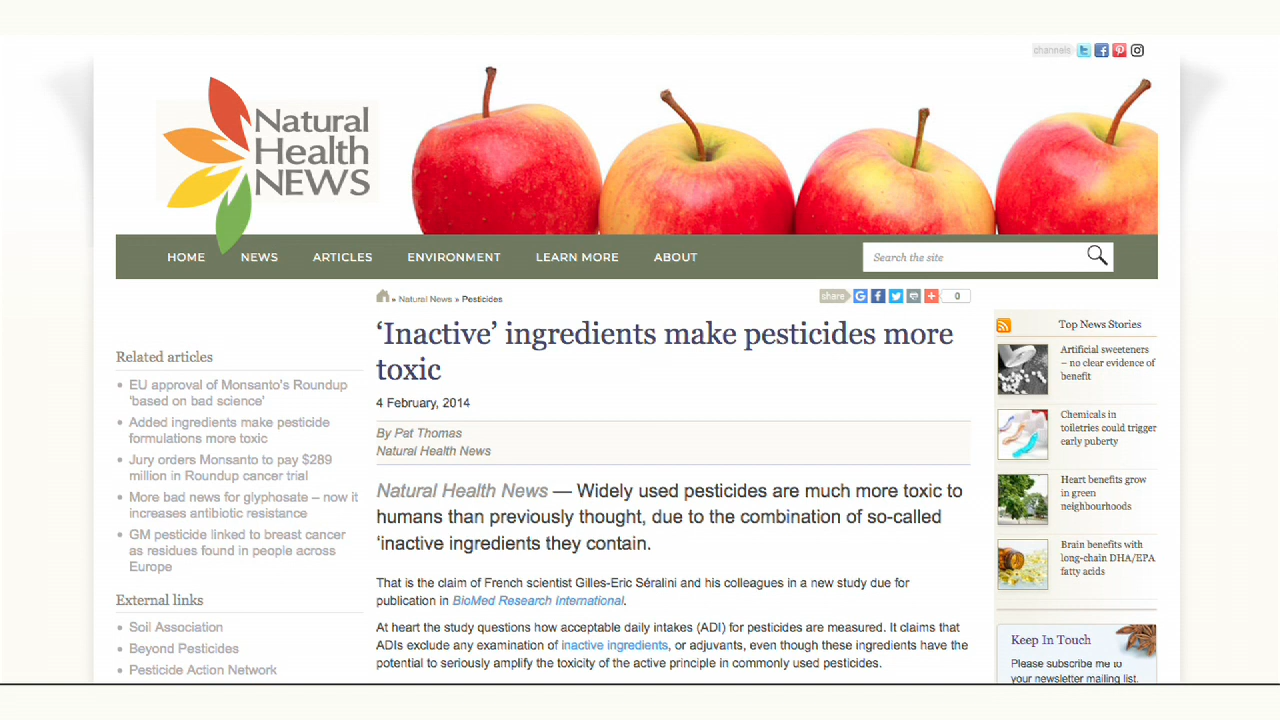 channels
Natural
Health
NEWS
HOME NEWS ARTICLES ENVIRONMENT LEARN MORE ABOUT Search the site
» Natural News » Pesticides
share 0
‘Inactive’ ingredients make pesticides more
toxic
4 February, 2014
By Pat Thomas
Natural Health News
Natural Health News — Widely used pesticides are much more toxic to
humans than previously thought, due to the combination of so-called
‘inactive ingredients they contain.
That is the claim of French scientist Gilles-Eric Séralini and his colleagues in a new study due for
publication in BioMed Research International.
At heart the study questions how acceptable daily intakes (ADI) for pesticides are measured. It claims that
ADIs exclude any examination of inactive ingredients, or adjuvants, even though these ingredients have the
potential to seriously amplify the toxicity of the active principle in commonly used pesticides.
Related articles
EU approval of Monsanto's Roundup
'based on bad science'
Added ingredients make pesticide
formulations more toxic
Jury orders Monsanto to pay $289
million in Roundup cancer trial
More bad news for glyphosate – now it
increases antibiotic resistance
GM pesticide linked to breast cancer
as residues found in people across
Europe
External links
Soil Association
Beyond Pesticides
Pesticide Action Network
Top News Stories
Artificial sweeteners
– no clear evidence of
benefit
Chemicals in
toiletries could trigger
early puberty
Heart benefits grow
in green
neighbourhoods
Brain benefits with
long-chain DHA/EPA
fatty acids
Keep In Touch
Please subscribe me to
your newsletter mailing list.